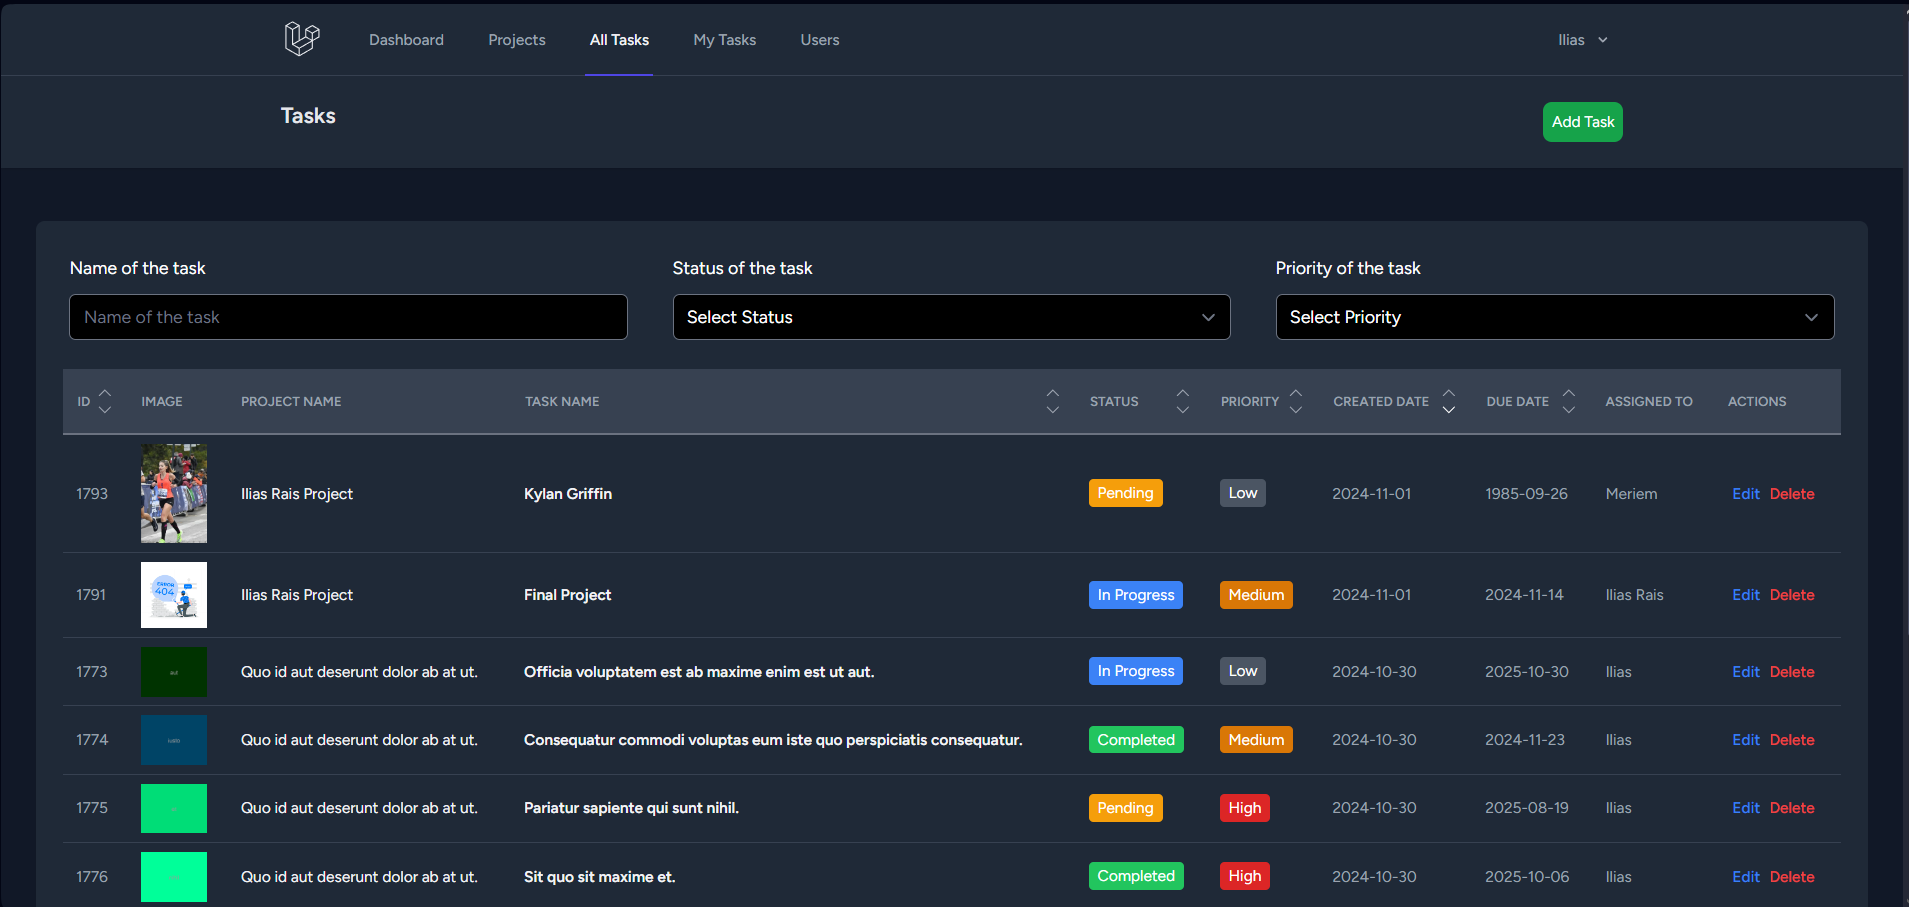 Dashboard Projects All Tasks My Tasks Users Ilias
Tasks Add Task
Name of the task Status of the task Priority of the task
Name of the task Select Status Select Priority
ID IMAGE PROJECT NAME TASK NAME STATUS PRIORITY CREATED DATE DUE DATE ASSIGNED TO ACTIONS
1793 Ilias Rais Project Kylan Griffin Pending Low 2024-11-01 1985-09-26 Meriem Edit Delete
ERROR
404
1791 Ilias Rais Project Final Project In Progress Medium 2024-11-01 2024-11-14 Ilias Rais Edit Delete
1773 Quo id aut deserunt dolor ab at ut. Officia voluptatem est ab maxime enim est ut aut. In Progress Low 2024-10-30 2025-10-30 Ilias Edit Delete
1774 Quo id aut deserunt dolor ab at ut. Consequatur commodi voluptas eum iste quo perspiciatis consequatur. Completed Medium 2024-10-30 2024-11-23 Ilias Edit Delete
1775 Quo id aut deserunt dolor ab at ut. Pariatur sapiente qui sunt nihil. Pending High 2024-10-30 2025-08-19 Ilias Edit Delete
1776 Quo id aut deserunt dolor ab at ut. Sit quo sit maxime et. Completed High 2024-10-30 2025-10-06 Ilias Edit Delete